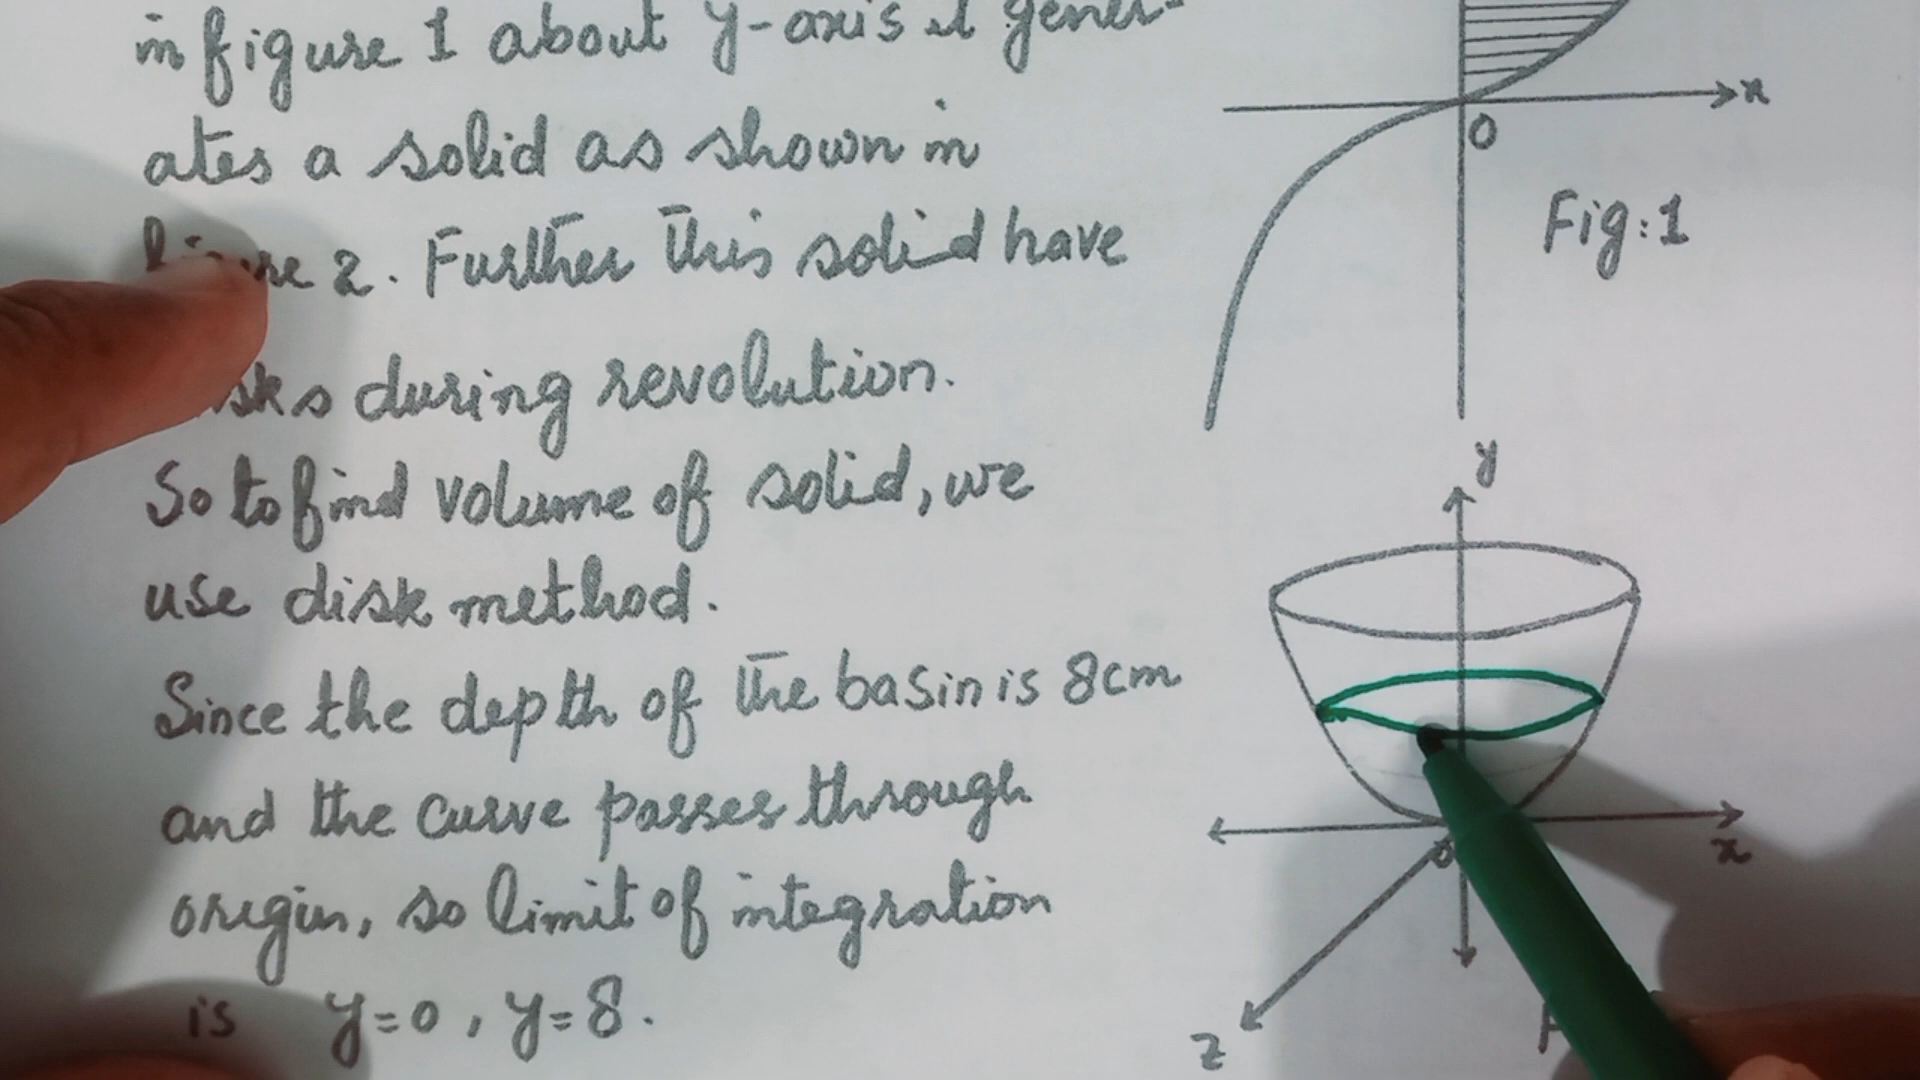 in figure 1 about y-axis it gener-
ates a solid as shown in
2. Further this solid have
during revolution.
So to find volume of solid, we
use disk method.
Since the depth of the basin is 8cm
and the curve passes through
origin, so limit of integration
is y=0, y=8.
x
0
Fig:1
y
x
0
z